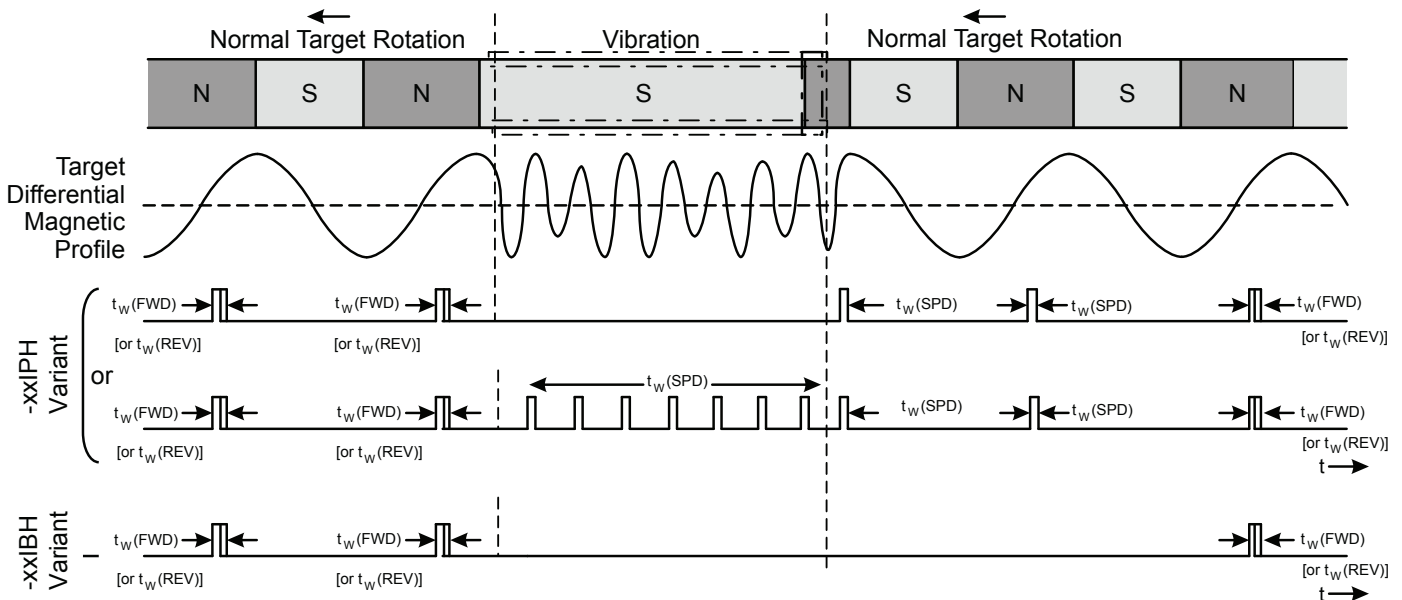 Normal Target Rotation
Vibration
Normal Target Rotation
N
S
N
S
S
N
S
N
Target
Differential
Magnetic
Profile
-xxIPH
Variant
or
tW(FWD)
[or tW(REV)]
tW(FWD)
[or tW(REV)]
tW(SPD)
tW(SPD)
tW(FWD)
[or tW(REV)]
tW(FWD)
[or tW(REV)]
tW(FWD)
[or tW(REV)]
tW(SPD)
tW(SPD)
tW(SPD)
tW(FWD)
[or tW(REV)]
t
-xxIBH
Variant
tW(FWD)
[or tW(REV)]
tW(FWD)
[or tW(REV)]
tW(FWD)
[or tW(REV)]
t